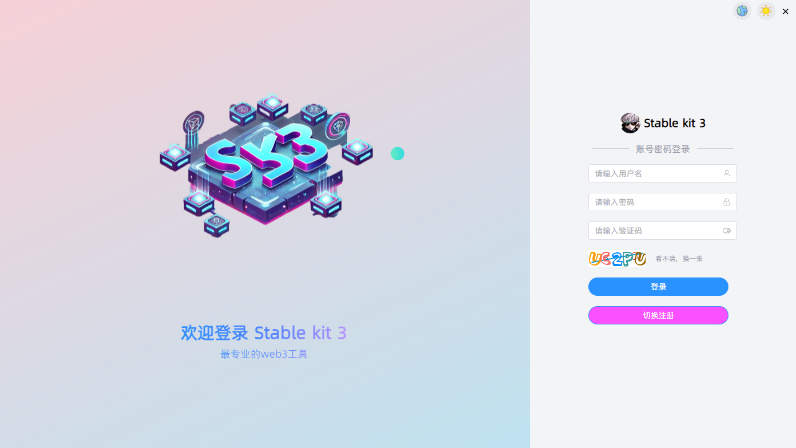 SK3
欢迎登录 Stable kit 3
最专业的web3工具
Stable kit 3
账号密码登录
请输入用户名
请输入密码
请输入验证码
看不清，换一张
登录
切换注册